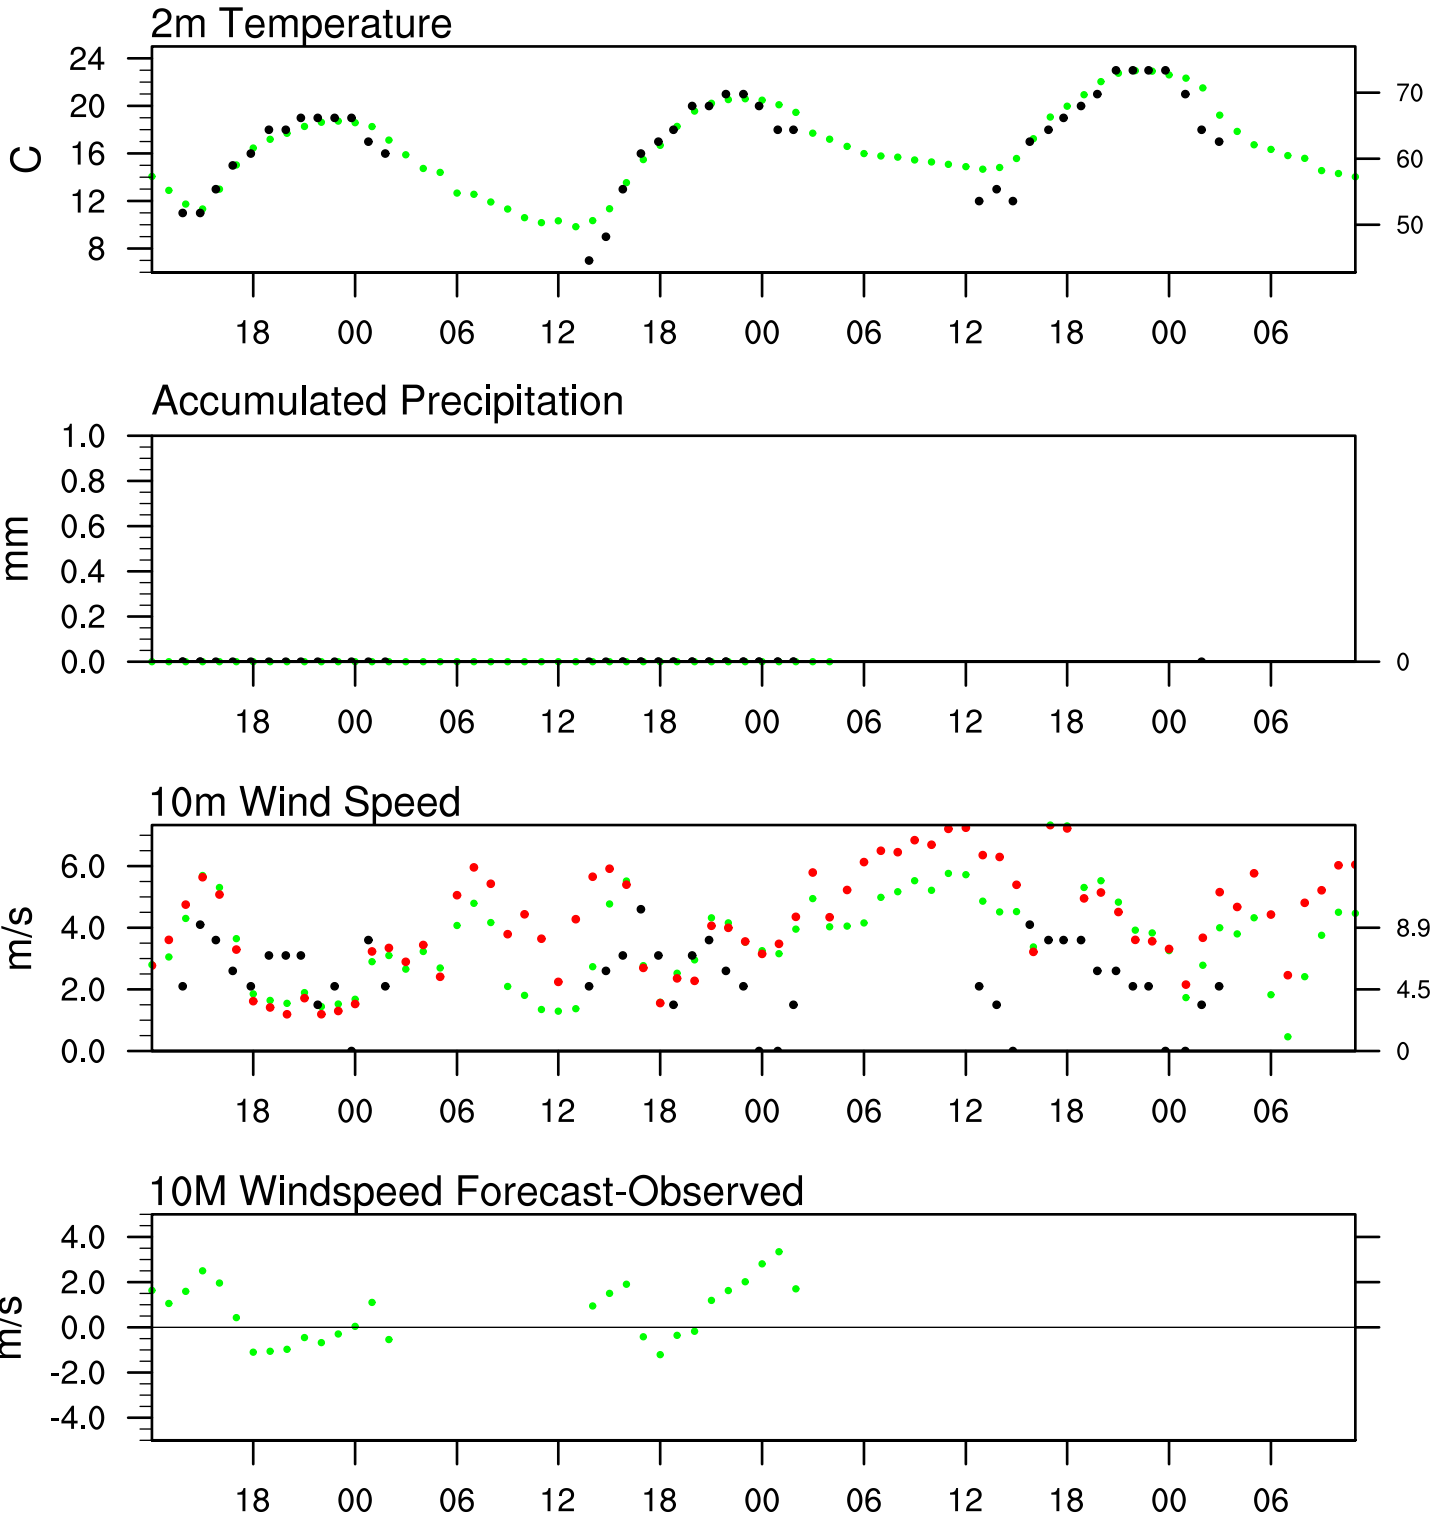 2m Temperature
24
20
16
12
8
C
70
60
50
18 00 06 12 18 00 06 12 18 00 06
Accumulated Precipitation
1.0
0.8
0.6
0.4
0.2
0.0
mm
0
18 00 06 12 18 00 06 12 18 00 06
10m Wind Speed
6.0
4.0
2.0
0.0
m/s
8.9
4.5
0
18 00 06 12 18 00 06 12 18 00 06
10M Windspeed Forecast-Observed
4.0
2.0
0.0
-2.0
-4.0
m/s
18 00 06 12 18 00 06 12 18 00 06